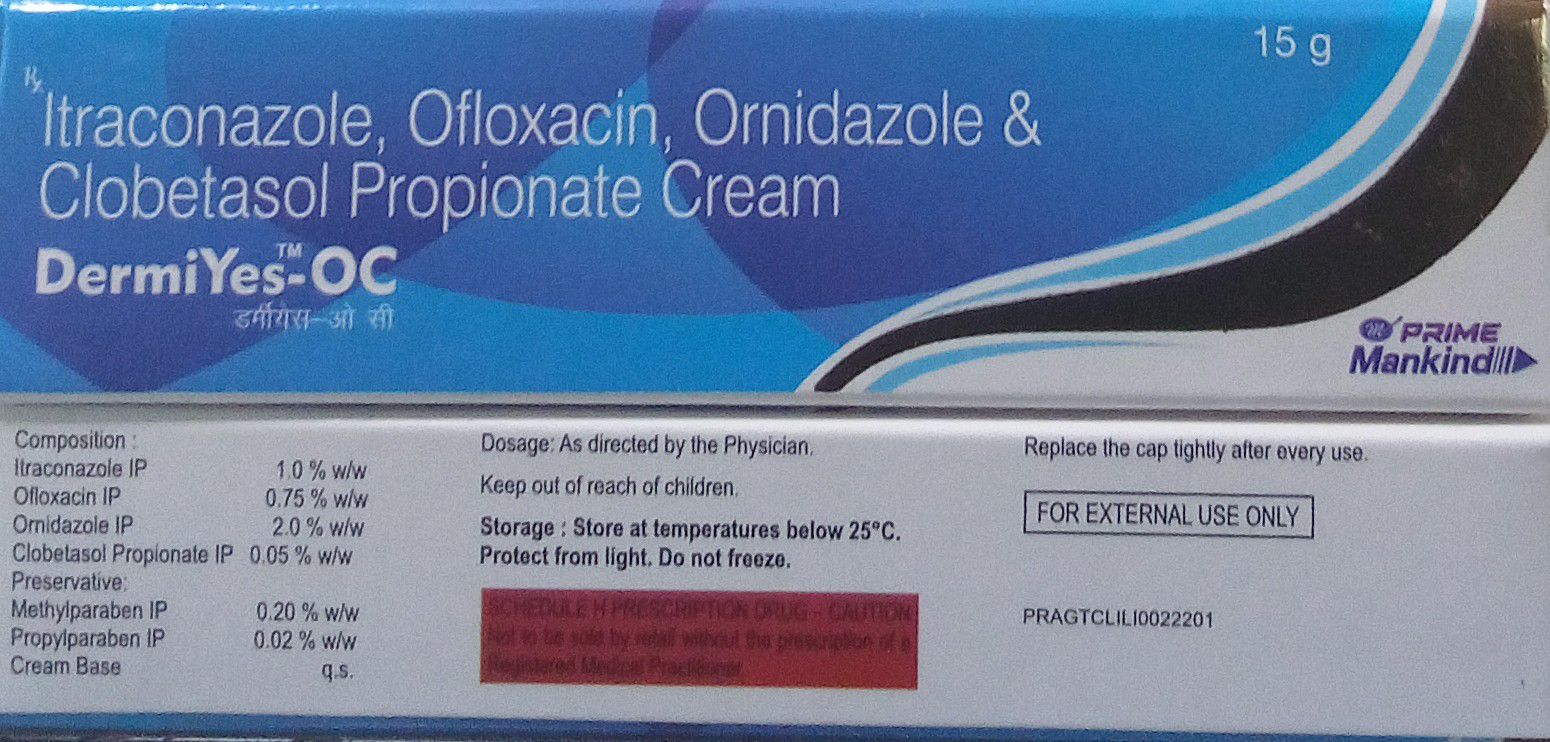 15 g
Rx
Itraconazole, Ofloxacin, Ornidazole &
Clobetasol Propionate Cream
DermiYes™-OC
डर्मीयेस-ओ सी
PRIME
Mankind
Composition :
Itraconazole IP 1.0 % w/w
Ofloxacin IP 0.75 % w/w
Ornidazole IP 2.0 % w/w
Clobetasol Propionate IP 0.05 % w/w
Preservative:
Methylparaben IP 0.20 % w/w
Propylparaben IP 0.02 % w/w
Cream Base q.s.
Dosage: As directed by the Physician.
Keep out of reach of children.
Storage : Store at temperatures below 25°C.
Protect from light. Do not freeze.
SCHEDULE H PRESCRIPTION DRUG - CAUTION
Not to be sold by retail without the prescription of a
Registered Medical Practitioner.
Replace the cap tightly after every use.
FOR EXTERNAL USE ONLY
PRAGTCLILI0022201